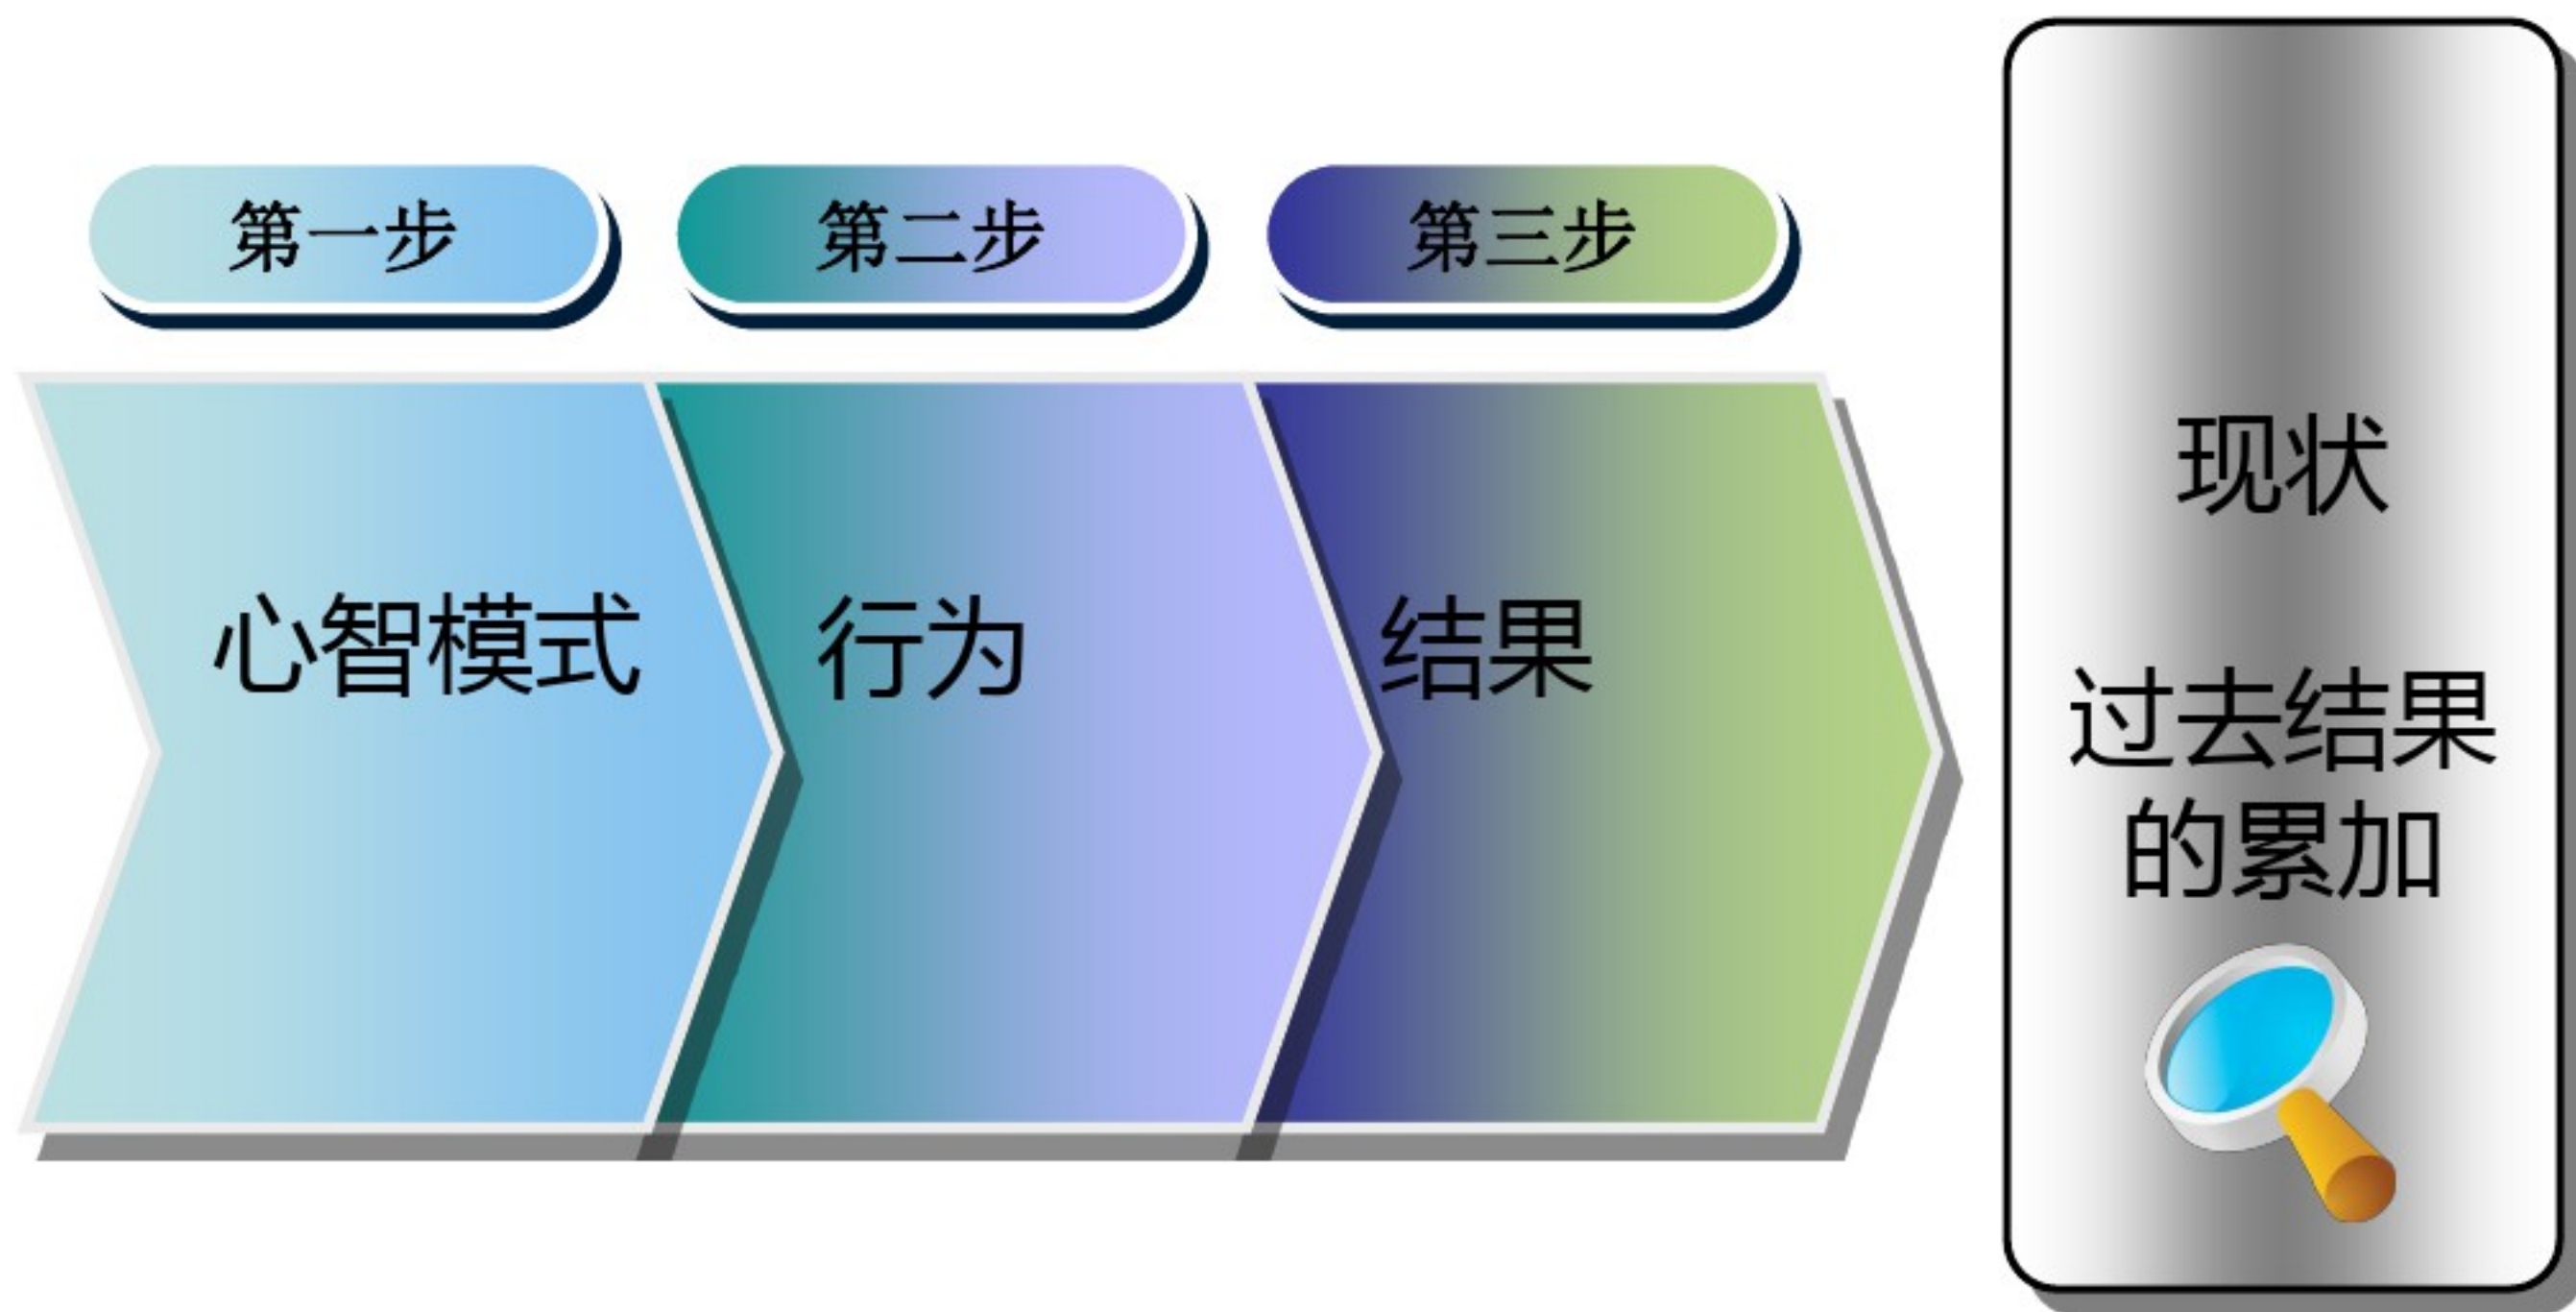 第一步
第二步
第三步
心智模式
行为
结果
现状
过去结果
的累加